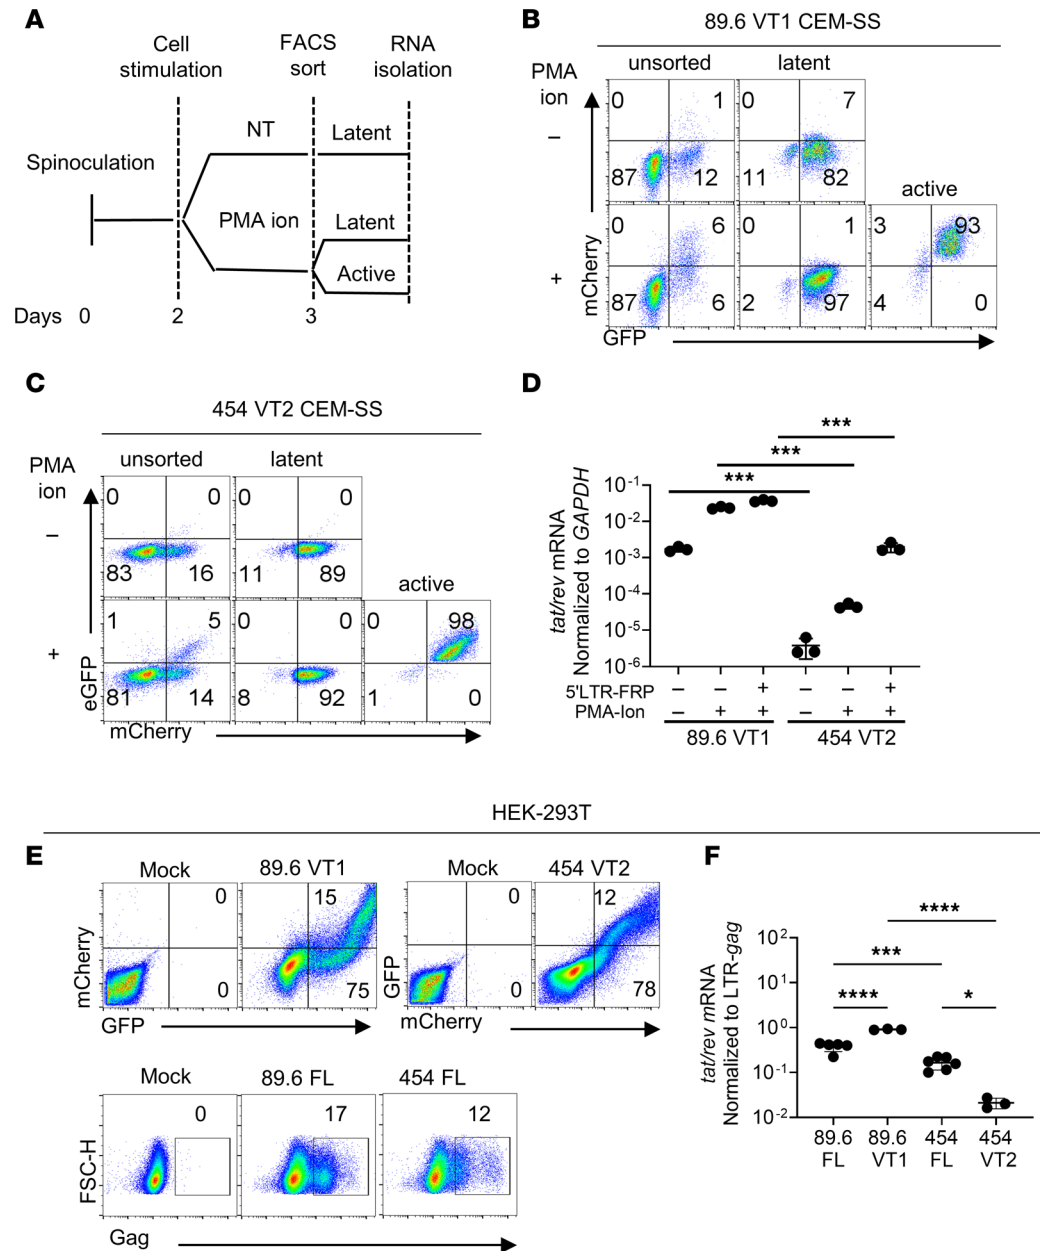 A
Cell
stimulation
FACS
sort
RNA
isolation
Spinoculation
NT
Latent
PMA ion
Latent
Active
Days 0 2 3
B
89.6 VT1 CEM-SS
PMA
ion
unsorted
latent
–
0 1
87 12
0 7
11 82
active
+
0 6
87 6
0 1
2 97
3 93
4 0
mCherry
GFP
C
454 VT2 CEM-SS
PMA
ion
unsorted
latent
–
0 0
83 16
0 0
11 89
active
+
1 5
81 14
0 0
8 92
0 98
1 0
eGFP
mCherry
D
***
***
***
tat/rev mRNA
Normalized to GAPDH
10-1
10-2
10-3
10-4
10-5
10-6
5'LTR-FRP – – + – – +
PMA-Ion – + + – + +
89.6 VT1 454 VT2
HEK-293T
E
Mock
89.6 VT1
0
0
15
75
mCherry
GFP
Mock
454 VT2
0
0
12
78
GFP
mCherry
Mock
89.6 FL
454 FL
0
17
12
FSC-H
Gag
F
****
***
**** *
tat/rev mRNA
Normalized to LTR-gag
102
101
100
10-1
10-2
89.6 89.6 454 454
FL VT1 FL VT2